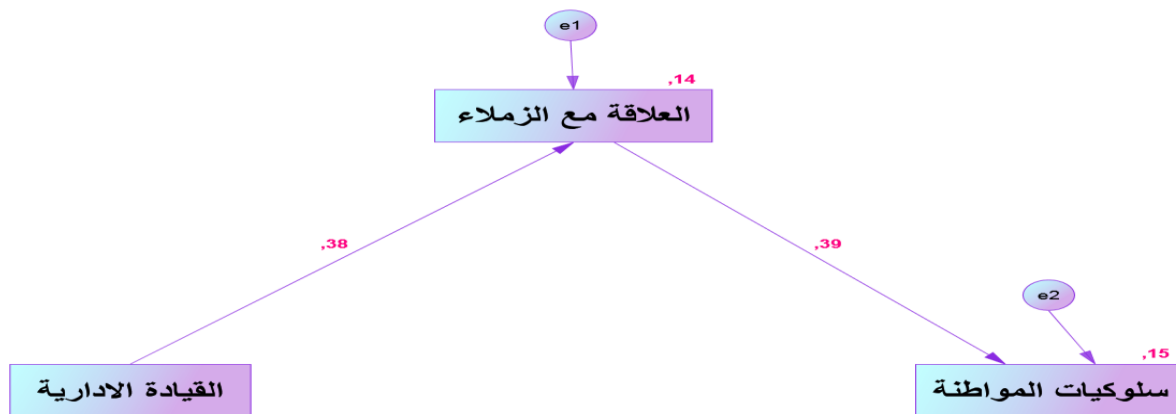 e1
,14
العلاقة مع الزملاء
,38
,39
e2
,15
القيادة الادارية
سلوكيات المواطنة